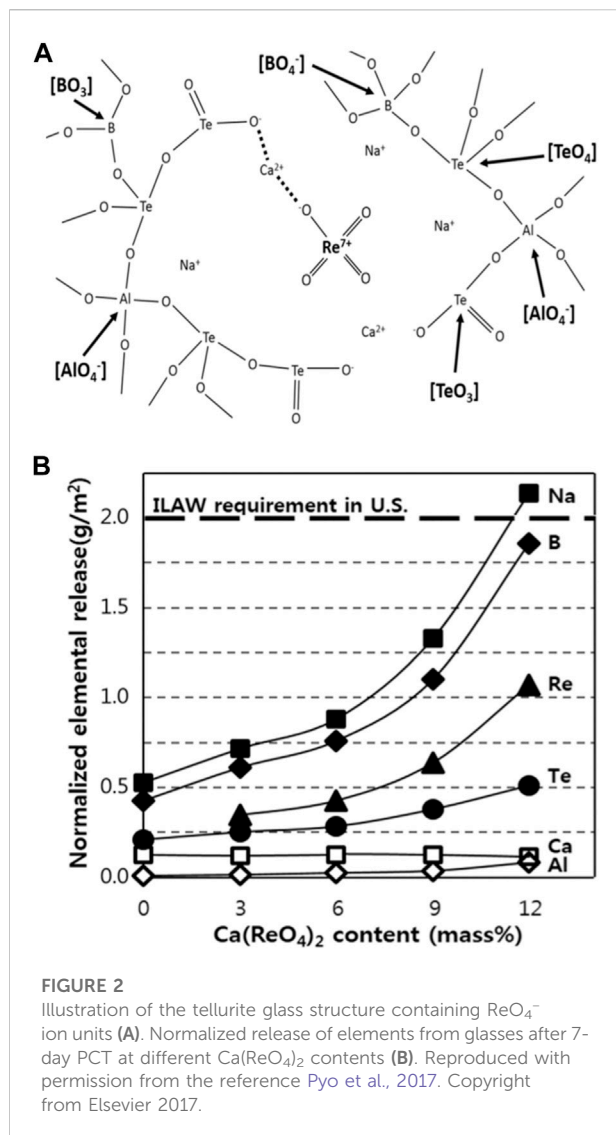 A
[BO₃]
[BO₄⁻]
O
O
O
O
O
B
Te
O⁻
B
O
O
Na⁺
O
O
O
O
Ca²⁺
Te
[TeO₄]
O
Te
⁻O
O
O
O
Na⁺
Al
O
Na⁺
Re⁷⁺
O
O
O
Al
O
O
O
Te
[AlO₄⁻]
O
Te
Ca²⁺
⁻O
O
[AlO₄⁻]
O
O
Te
O⁻
O
[TeO₃]
O
B
ILAW requirement in U.S.
Na
B
Re
Te
Ca
Al
2.0
1.5
1.0
0.5
0.0
Normalized elemental release(g/m²)
0 3 6 9 12
Ca(ReO₄)₂ content (mass%)
FIGURE 2
Illustration of the tellurite glass structure containing ReO₄⁻
ion units (A). Normalized release of elements from glasses after 7-
day PCT at different Ca(ReO₄)₂ contents (B). Reproduced with
permission from the reference Pyo et al., 2017. Copyright
from Elsevier 2017.